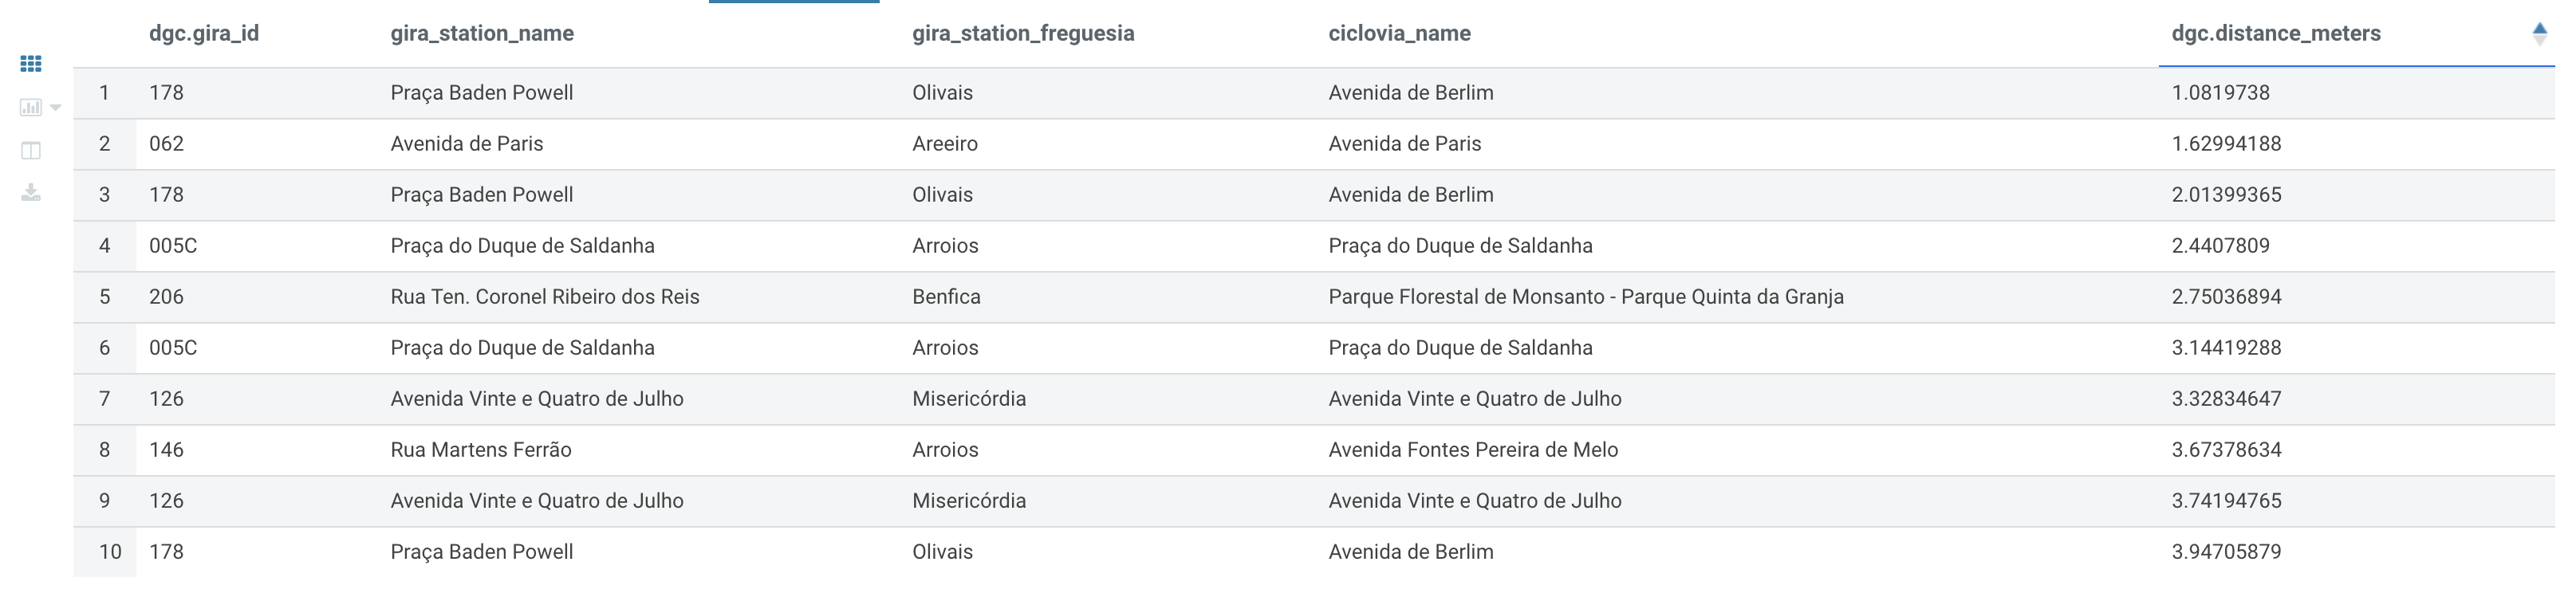 dgc.gira_id gira_station_name gira_station_freguesia ciclovia_name dgc.distance_meters
1 178 Praça Baden Powell Olivais Avenida de Berlim 1.0819738
2 062 Avenida de Paris Areeiro Avenida de Paris 1.62994188
3 178 Praça Baden Powell Olivais Avenida de Berlim 2.01399365
4 005C Praça do Duque de Saldanha Arroios Praça do Duque de Saldanha 2.4407809
5 206 Rua Ten. Coronel Ribeiro dos Reis Benfica Parque Florestal de Monsanto - Parque Quinta da Granja 2.75036894
6 005C Praça do Duque de Saldanha Arroios Praça do Duque de Saldanha 3.14419288
7 126 Avenida Vinte e Quatro de Julho Misericórdia Avenida Vinte e Quatro de Julho 3.32834647
8 146 Rua Martens Ferrão Arroios Avenida Fontes Pereira de Melo 3.67378634
9 126 Avenida Vinte e Quatro de Julho Misericórdia Avenida Vinte e Quatro de Julho 3.74194765
10 178 Praça Baden Powell Olivais Avenida de Berlim 3.94705879